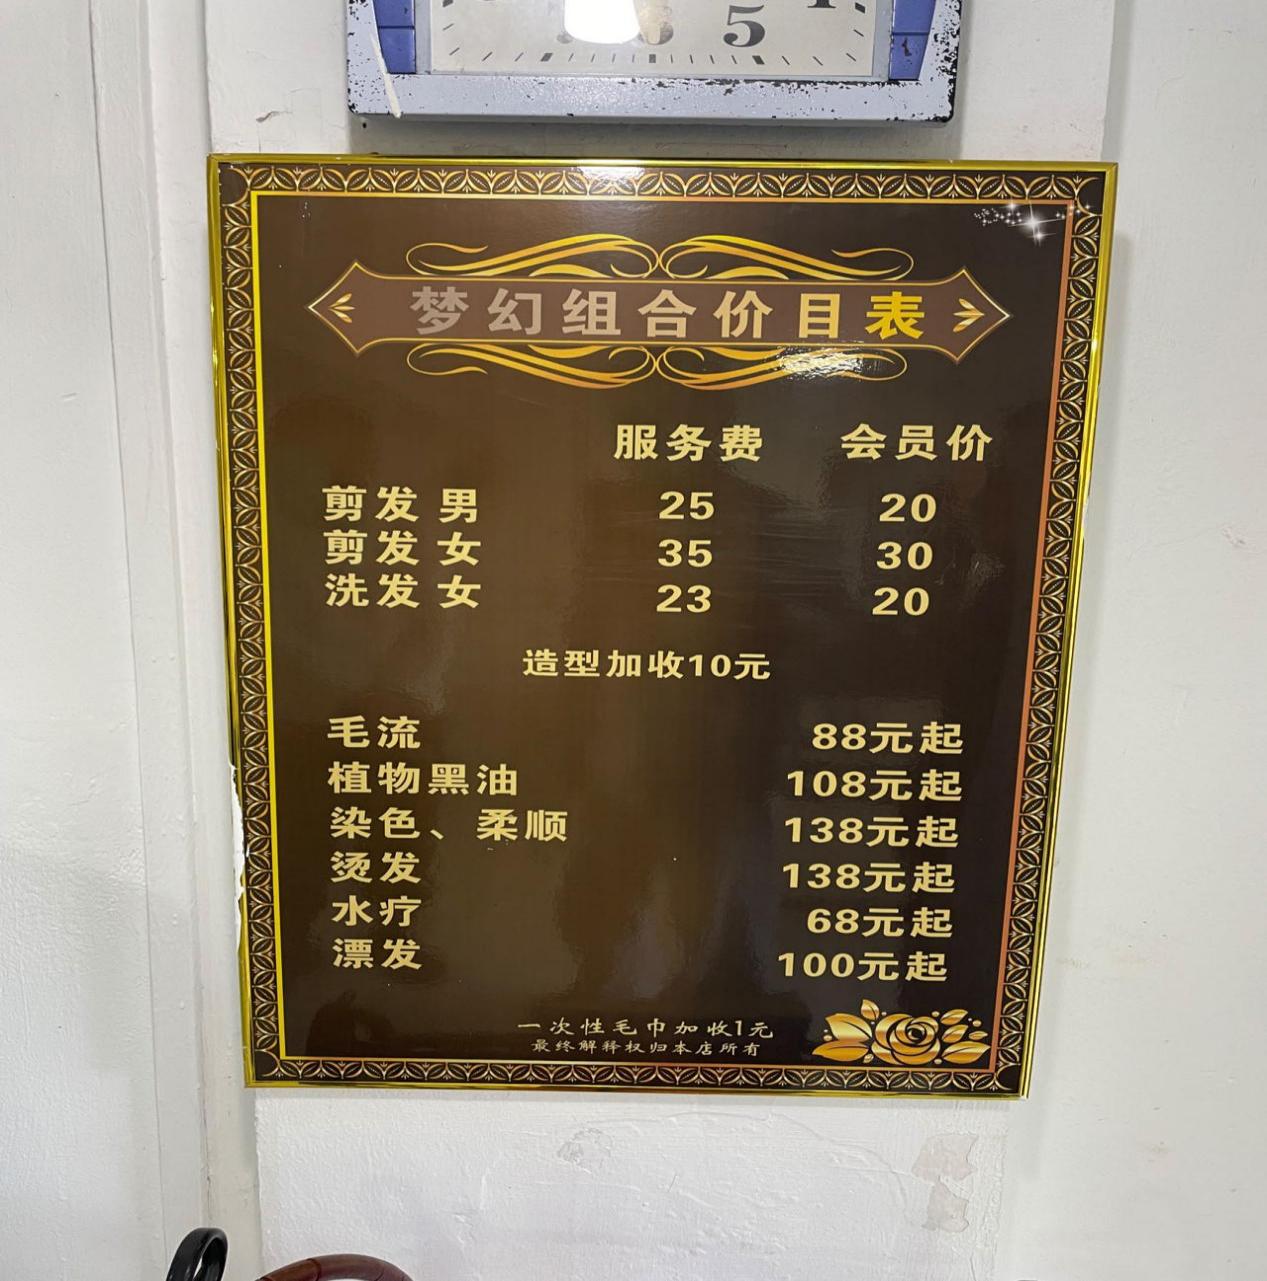 5
梦幻组合价目表
服务费 会员价
剪发 男 25 20
剪发 女 35 30
洗发 女 23 20
造型加收10元
毛流 88元起
植物黑油 108元起
染色、柔顺 138元起
烫发 138元起
水疗 68元起
漂发 100元起
一次性毛巾加收1元
最终解释权归本店所有